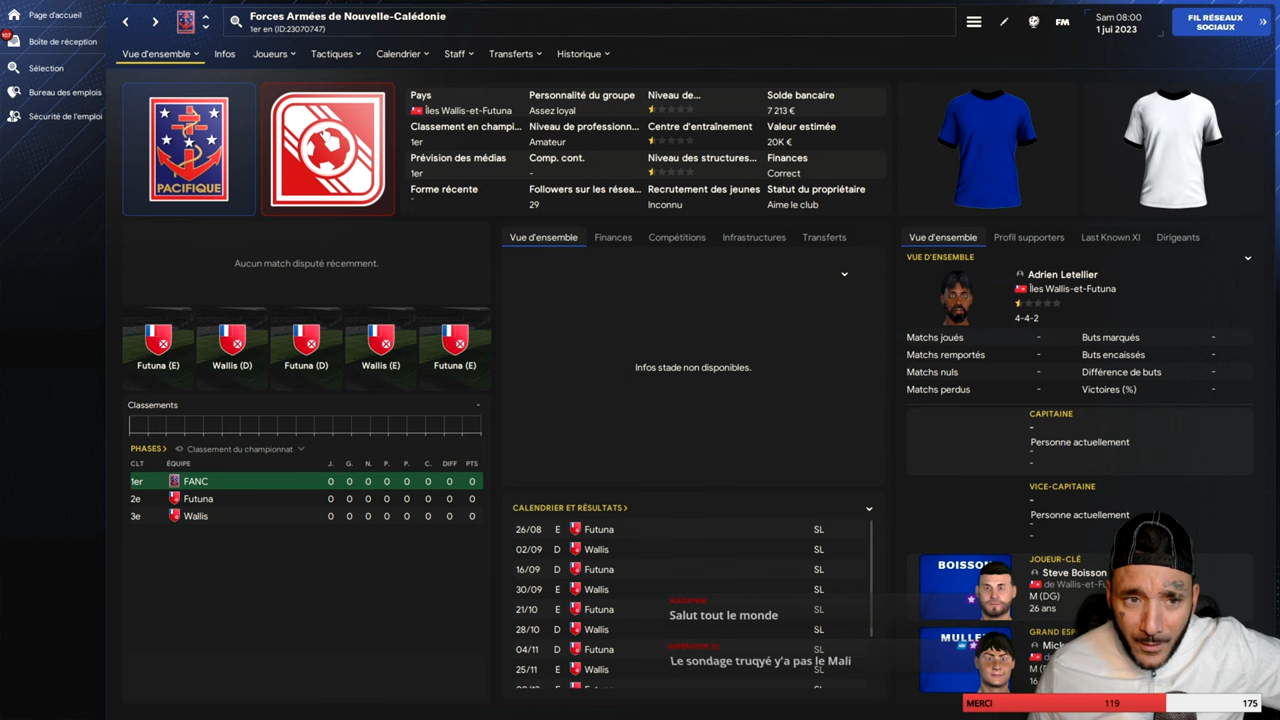 Page d'accueil
107
Boîte de réception
Sélection
Bureau des emplois
Sécurité de l'emploi
Forces Armées de Nouvelle-Calédonie
1er en (ID:23070747)
FM
Sam 08:00
1 jui 2023
FIL RÉSEAUX
SOCIAUX
Vue d'ensemble
Infos
Joueurs
Tactiques
Calendrier
Staff
Transferts
Historique
PACIFIQUE
Pays
Îles Wallis-et-Futuna
Classement en champi...
1er
Prévision des médias
1er
Forme récente
-
Personnalité du groupe
Assez loyal
Niveau de professionn...
Amateur
Comp. cont.
-
Followers sur les résea...
29
Niveau de...
Centre d'entraînement
Niveau des structures...
Recrutement des jeunes
Inconnu
Solde bancaire
7 213 €
Valeur estimée
20K €
Finances
Correct
Statut du propriétaire
Aime le club
Aucun match disputé récemment.
Futuna (E)
Wallis (D)
Futuna (D)
Wallis (E)
Futuna (E)
Classements
-
PHASES>
Classement du championnat
CLT ÉQUIPE J. G. N. P. P. C. DIFF PTS
1er FANC 0 0 0 0 0 0 0 0
2e Futuna 0 0 0 0 0 0 0 0
3e Wallis 0 0 0 0 0 0 0 0
Vue d'ensemble
Finances
Compétitions
Infrastructures
Transferts
Infos stade non disponibles.
CALENDRIER ET RÉSULTATS>
26/08 E Futuna SL
02/09 D Wallis SL
16/09 D Futuna SL
30/09 E Wallis SL
21/10 E Futuna SL
28/10 D Wallis SL
04/11 D Futuna SL
25/11 E Wallis SL
Salut tout le monde
Le sondage truqyé y'a pas le Mali
Vue d'ensemble
Profil supporters
Last Known XI
Dirigeants
VUE D'ENSEMBLE
Adrien Letellier
Îles Wallis-et-Futuna
4-4-2
Matchs joués -
Buts marqués -
Matchs remportés -
Buts encaissés -
Matchs nuls -
Différence de buts -
Matchs perdus -
Victoires (%) -
CAPITAINE
-
Personne actuellement
-
-
VICE-CAPITAINE
-
Personne actuellement
-
-
BOISSON
JOUEUR-CLÉ
Steve Boisson
de Wallis-et-Fu
M (DG)
26 ans
MULLE
GRAND ESP
Mick
de
M (D
16
MERCI 119 175